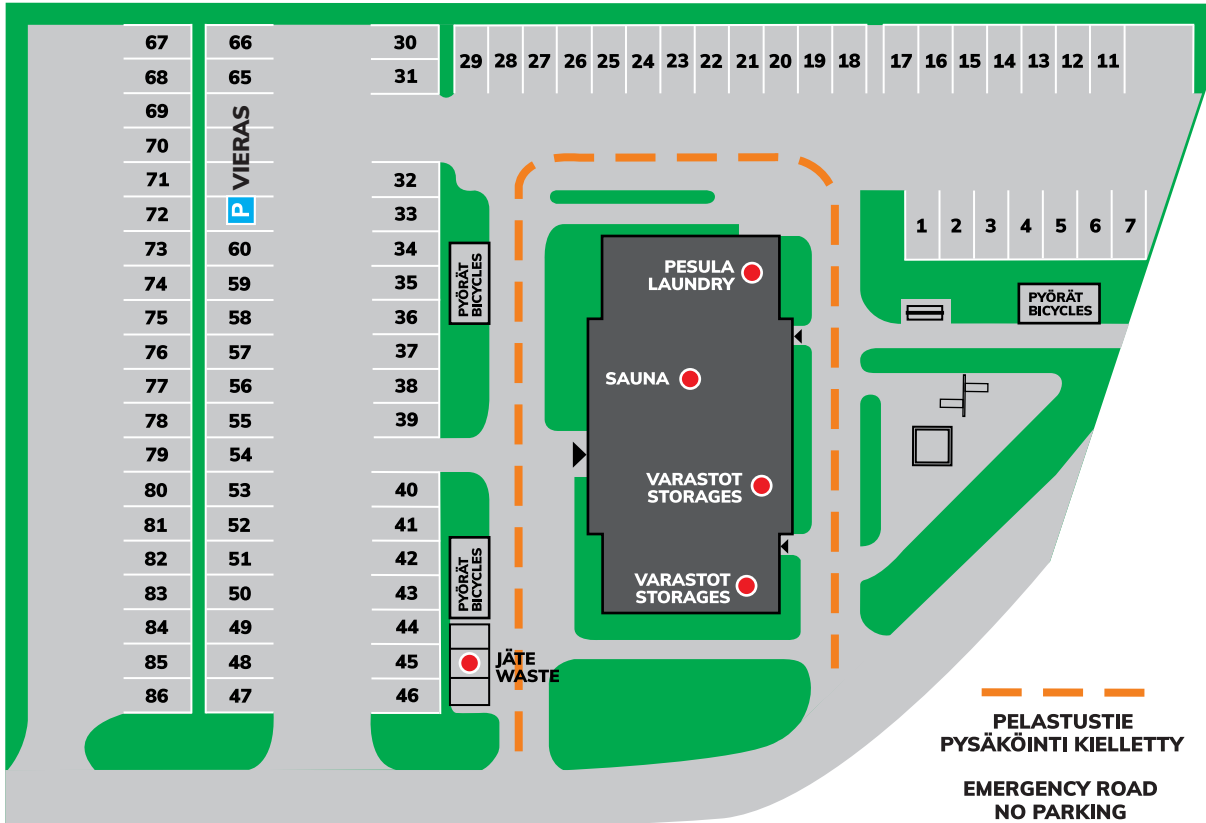 67 66 30
68 65 31
69
70
71
72
73 60
74 59
75 58
76 57
77 56
78 55
79 54
80 53
81 52
82 51
83 50
84 49
85 48
86 47
P VIERAS
32
33
34
35
36
37
38
39
40
41
42
43
44
45
46
29 28 27 26 25 24 23 22 21 20 19 18 17 16 15 14 13 12 11
1 2 3 4 5 6 7
PYÖRÄT
BICYCLES
PYÖRÄT
BICYCLES
PYÖRÄT
BICYCLES
PESULA
LAUNDRY
SAUNA
VARASTOT
STORAGES
VARASTOT
STORAGES
JÄTE
WASTE
PELASTUSTIE
PYSÄKÖINTI KIELLETTY
EMERGENCY ROAD
NO PARKING